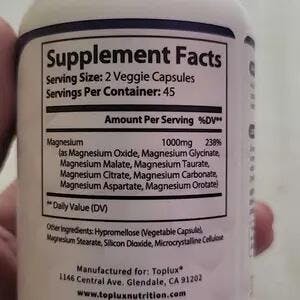 Supplement Facts
Serving Size: 2 Veggie Capsules
Servings Per Container: 45
Amount Per Serving %DV**
Magnesium 1000mg 238%
(as Magnesium Oxide, Magnesium Glycinate,
Magnesium Malate, Magnesium Taurate,
Magnesium Citrate, Magnesium Carbonate,
Magnesium Aspartate, Magnesium Orotate)
** Daily Value (DV)
Other Ingredients: Hypromellose (Vegetable Capsule),
Magnesium Stearate, Silicon Dioxide, Microcrystalline Cellulose
Manufactured for: Toplux®
1146 Central Ave. Glendale, CA 91202
www.topluxnutrition.com